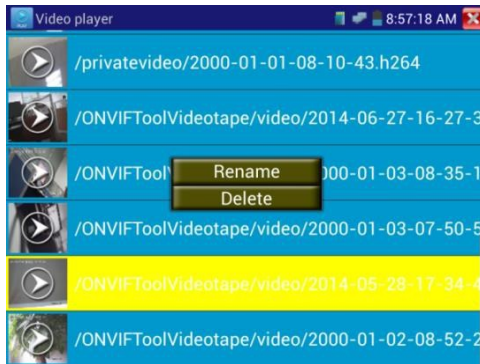 Video player
8:57:18 AM
/privatevideo/2000-01-01-08-10-43.h264
/ONVIFToolVideotape/video/2014-06-27-16-27-3
/ONVIFTool 000-01-03-08-35-1
Rename
Delete
/ONVIFToolVideotape/video/2000-01-03-07-50-5
/ONVIFToolVideotape/video/2014-05-28-17-34-4
/ONVIFToolVideotape/video/2000-01-02-08-52-2